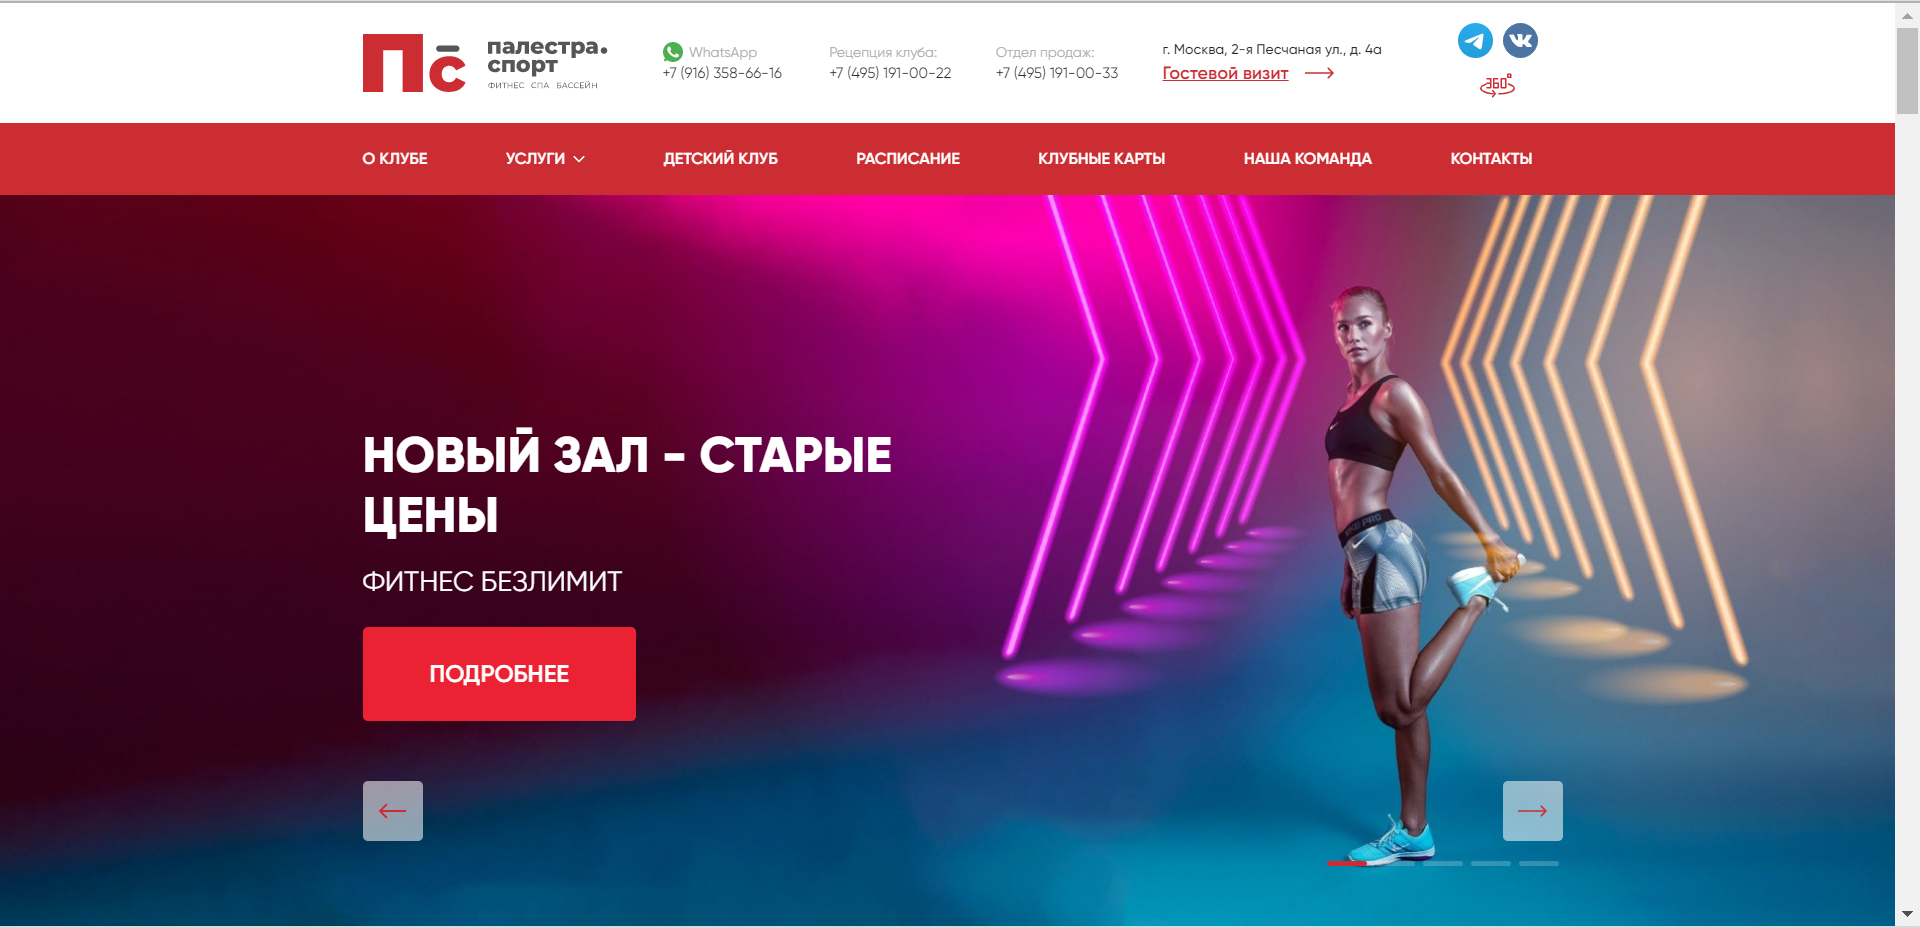 Пс
палестра.
спорт
ФИТНЕС СПА БАССЕЙН
WhatsApp
+7 (916) 358-66-16
Рецепция клуба:
+7 (495) 191-00-22
Отдел продаж:
+7 (495) 191-00-33
г. Москва, 2-я Песчаная ул., д. 4а
Гостевой визит
360°
О КЛУБЕ
УСЛУГИ
ДЕТСКИЙ КЛУБ
РАСПИСАНИЕ
КЛУБНЫЕ КАРТЫ
НАША КОМАНДА
КОНТАКТЫ
НОВЫЙ ЗАЛ - СТАРЫЕ
ЦЕНЫ
ФИТНЕС БЕЗЛИМИТ
ПОДРОБНЕЕ